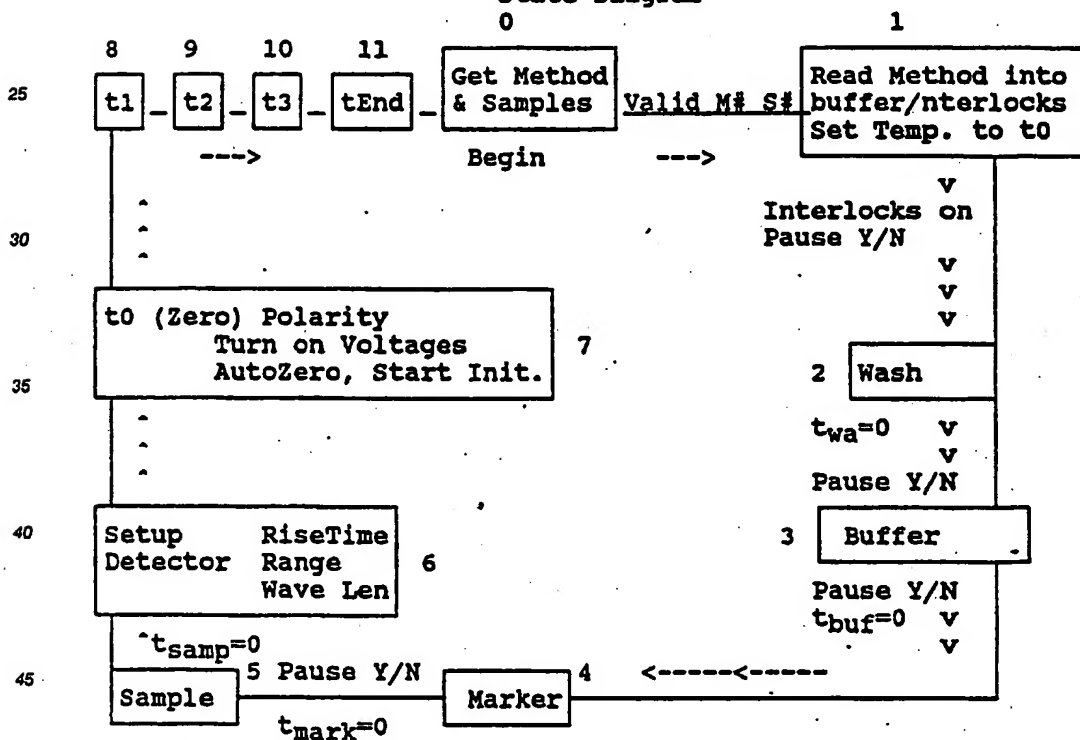 State Diagram
0 1
8 9 10 11
Get Method Read Method into
25 t1 _ t2 _ t3 _ tEnd _ & Samples Valid M# S# buffer/nterlocks
Set Temp. to t0
---> Begin --->
v
Interlocks on
30 Pause Y/N
v
v
v
t0 (Zero) Polarity
Turn on Voltages 7
AutoZero, Start Init. 2 Wash
35
twa=0 v
v
Pause Y/N
40 Setup RiseTime 3 Buffer
Detector Range 6
Wave Len Pause Y/N
tbuf=0 v
^tsamp=0 v
45 5 Pause Y/N 4 <-----<-----
Sample Marker
tmark=0